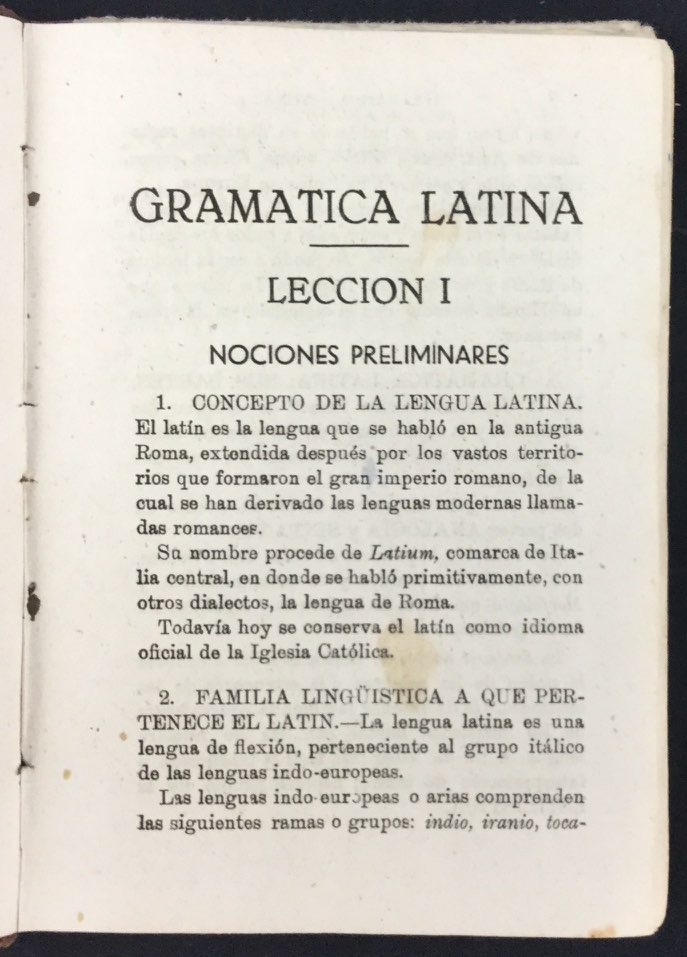 GRAMATICA LATINA
LECCION I
NOCIONES PRELIMINARES
1. CONCEPTO DE LA LENGUA LATINA.
El latín es la lengua que se habló en la antigua
Roma, extendida después por los vastos territo-
rios que formaron el gran imperio romano, de la
cual se han derivado las lenguas modernas llama-
das romances.
Su nombre procede de Latium, comarca de Ita-
lia central, en donde se habló primitivamente, con
otros dialectos, la lengua de Roma.
Todavía hoy se conserva el latín como idioma
oficial de la Iglesia Católica.
2. FAMILIA LINGÜISTICA A QUE PER-
TENECE EL LATIN.—La lengua latina es una
lengua de flexión, perteneciente al grupo itálico
de las lenguas indo-europeas.
Las lenguas indo-europeas o arias comprenden
las siguientes ramas o grupos: indio, iranio, toca-